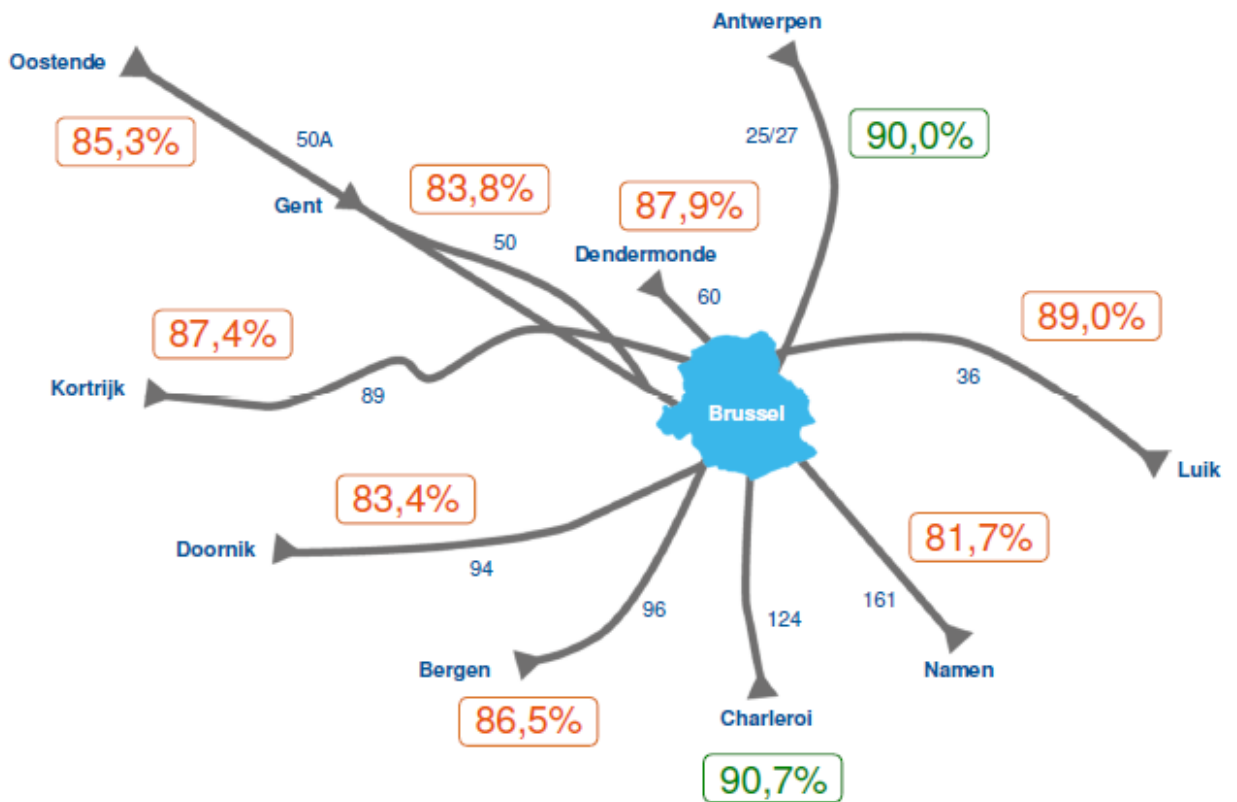 Antwerpen
Oostende
85,3%
50A
25/27
90,0%
Gent
83,8%
87,9%
50
Dendermonde
60
87,4%
89,0%
Kortrijk
89
36
Brussel
Luik
83,4%
Doornik
94
81,7%
96
124
161
Bergen
Namen
86,5%
Charleroi
90,7%